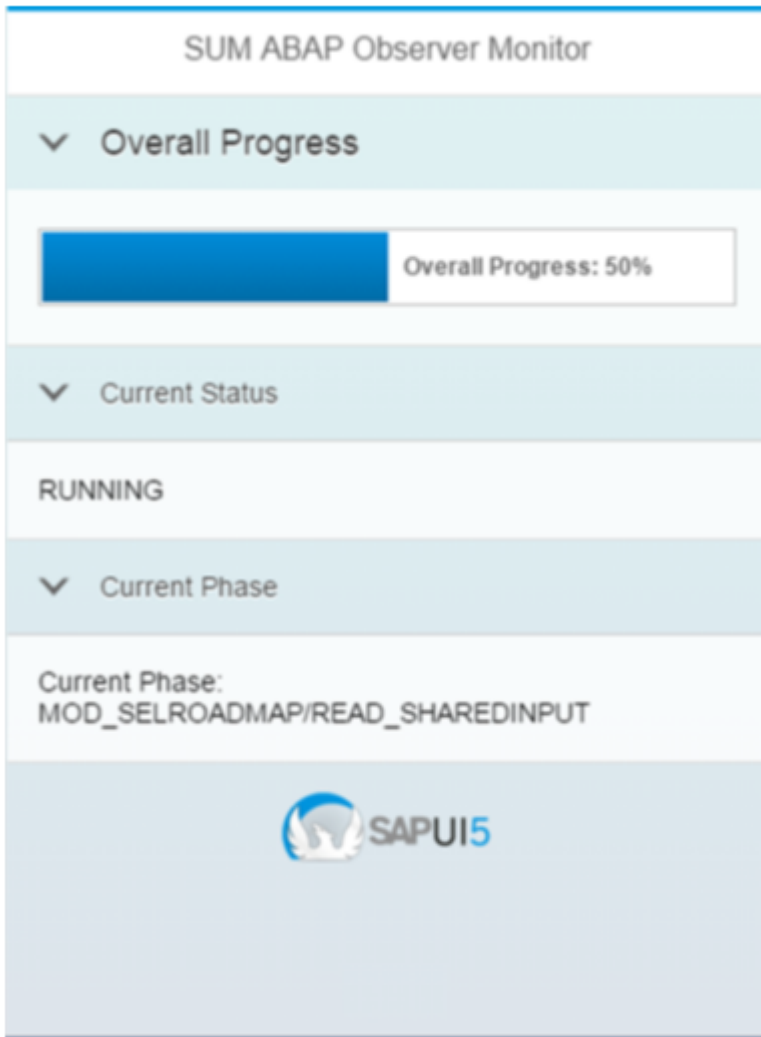 SUM ABAP Observer Monitor
Overall Progress
Overall Progress: 50%
Current Status
RUNNING
Current Phase
Current Phase:
MOD_SELROADMAP/READ_SHAREDINPUT
SAPUI5